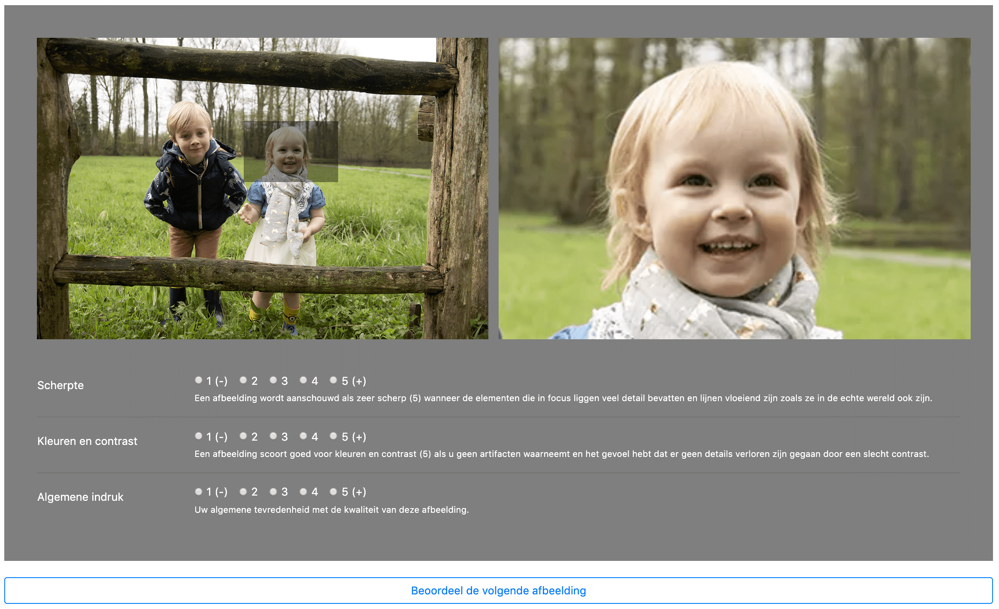 Scherpte
1 (-) 2 3 4 5 (+)
Een afbeelding wordt aanschouwd als zeer scherp (5) wanneer de elementen die in focus liggen veel detail bevatten en lijnen vloeiend zijn zoals ze in de echte wereld ook zijn.
Kleuren en contrast
1 (-) 2 3 4 5 (+)
Een afbeelding scoort goed voor kleuren en contrast (5) als u geen artifacten waarneemt en het gevoel hebt dat er geen details verloren zijn gegaan door een slecht contrast.
Algemene indruk
1 (-) 2 3 4 5 (+)
Uw algemene tevredenheid met de kwaliteit van deze afbeelding.
Beoordeel de volgende afbeelding